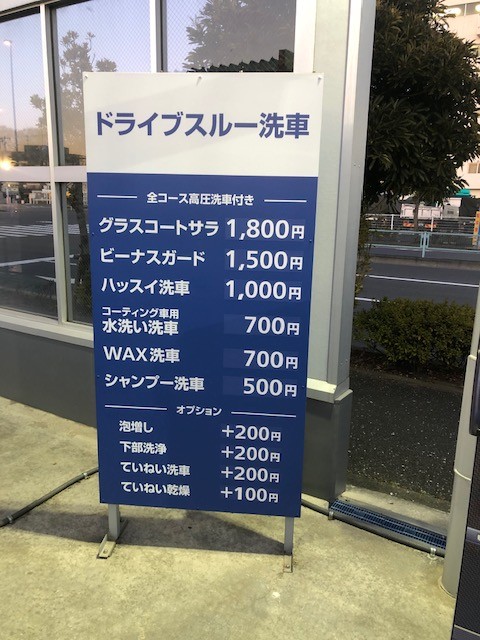 ドライブスルー洗車
全コース高圧洗車付き
グラスコートサラ 1,800円
ビーナスガード 1,500円
ハッスイ洗車 1,000円
コーティング車用
水洗い洗車 700円
WAX洗車 700円
シャンプー洗車 500円
オプション
泡増し +200円
下部洗浄 +200円
ていねい洗車 +200円
ていねい乾燥 +100円